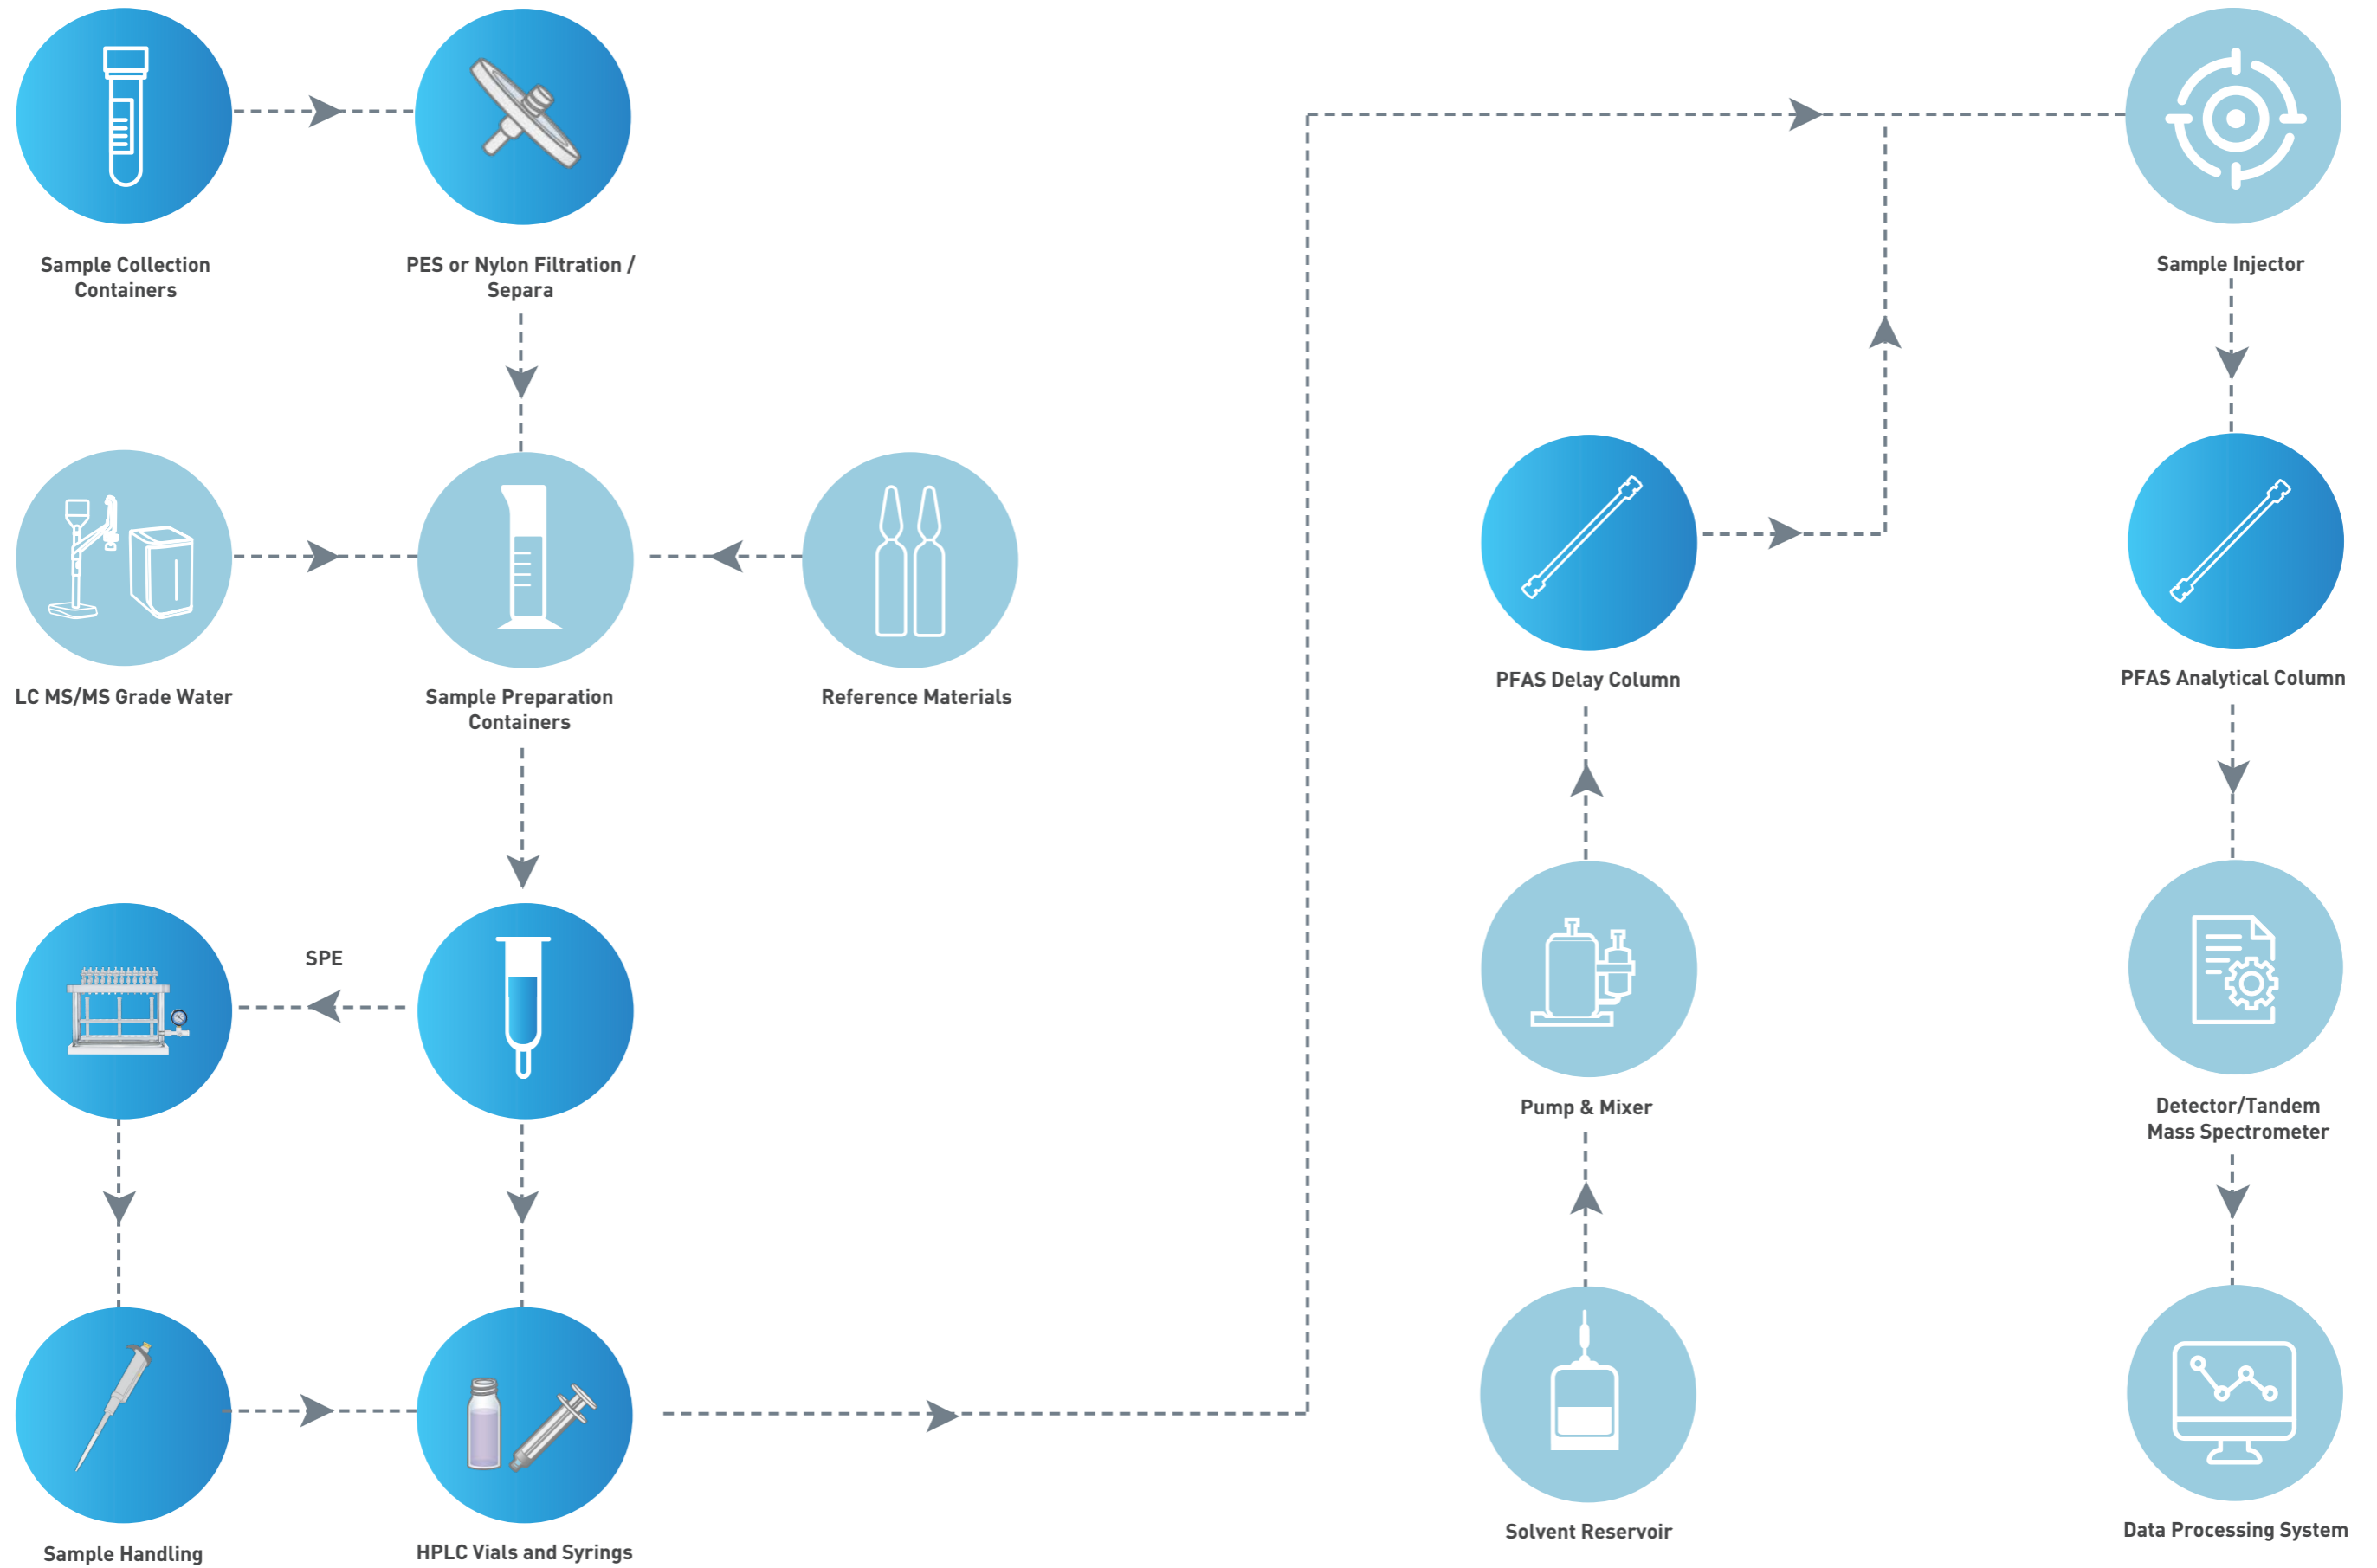 Sample Collection
Containers
PES or Nylon Filtration /
Separa
Sample Injector
LC MS/MS Grade Water
Sample Preparation
Containers
Reference Materials
PFAS Delay Column
PFAS Analytical Column
SPE
Pump & Mixer
Detector/Tandem
Mass Spectrometer
Sample Handling
HPLC Vials and Syrings
Solvent Reservoir
Data Processing System